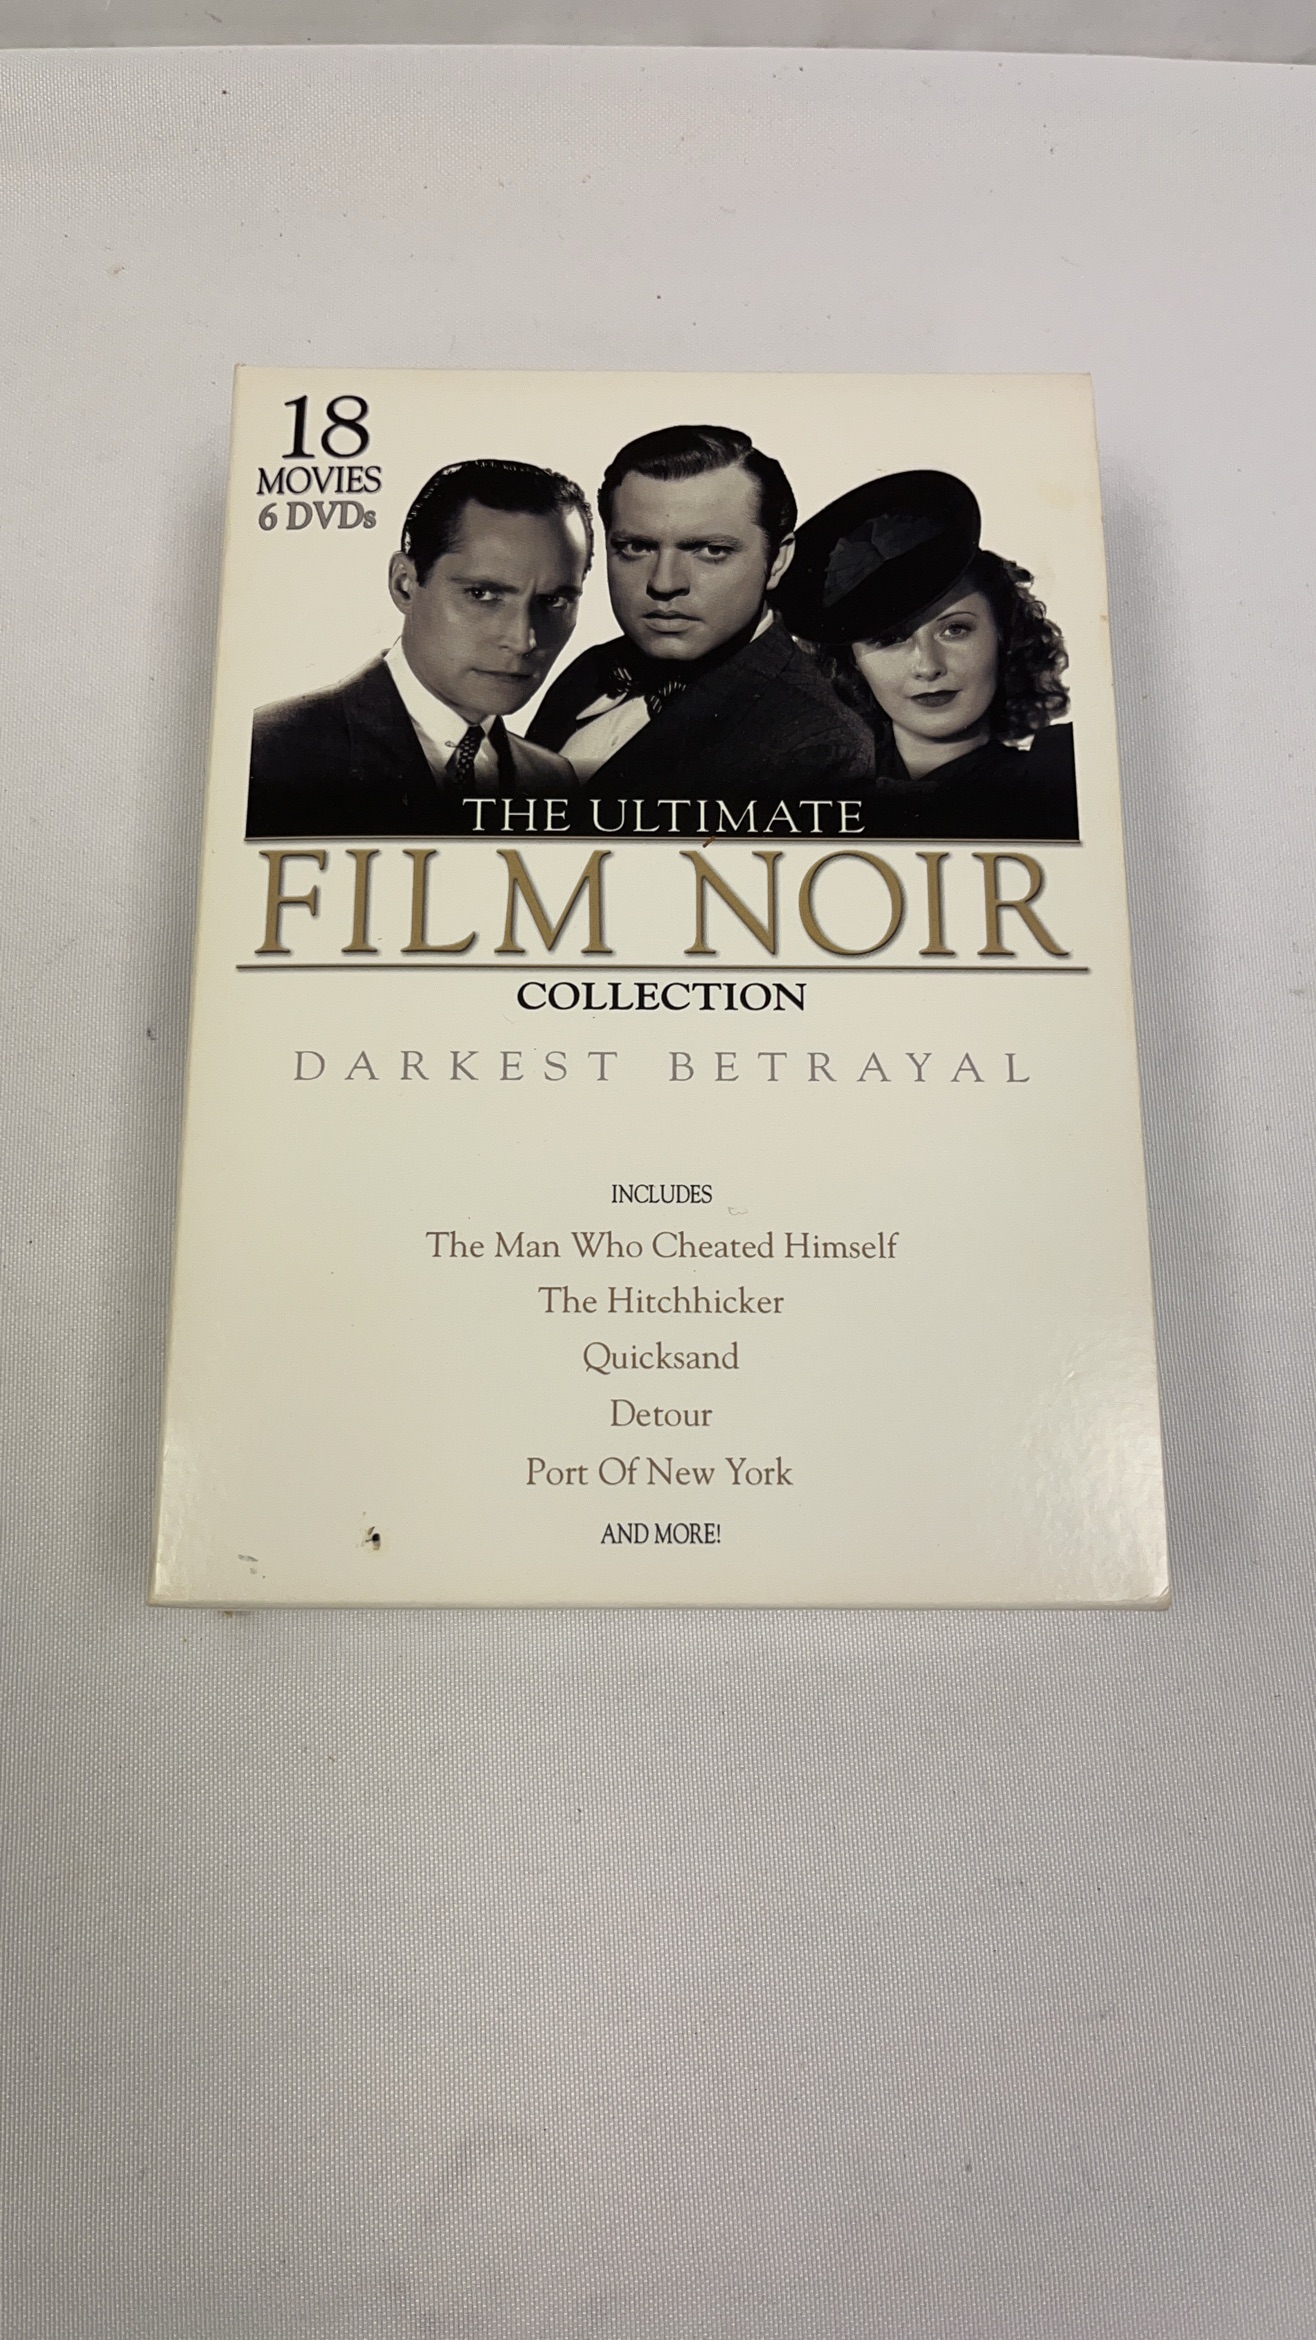 18
MOVIES
6 DVDs
THE ULTIMATE
FILM NOIR
COLLECTION
DARKEST BETRAYAL
INCLUDES
The Man Who Cheated Himself
The Hitchhicker
Quicksand
Detour
Port Of New York
AND MORE!